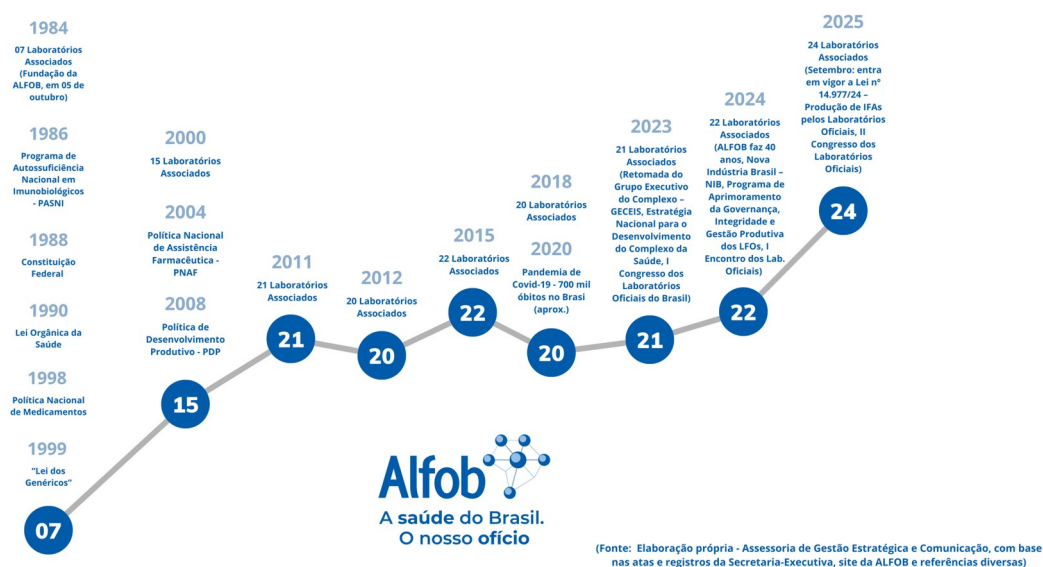 1984
07 Laboratórios
Associados
(Fundação da
ALFOB, em 05 de
outubro)
1986
Programa de
Autossuficiência
Nacional em
Imunobiológicos
- PASNI
1988
Constituição
Federal
1990
Lei Orgânica da
Saúde
1998
Política Nacional
de Medicamentos
1999
“Lei dos
Genéricos”
07
2000
15 Laboratórios
Associados
2004
Política Nacional
de Assistência
Farmacêutica -
PNAF
2008
Política de
Desenvolvimento
Produtivo - PDP
15
2011
21 Laboratórios
Associados
21
2012
20 Laboratórios
Associados
20
2015
22 Laboratórios
Associados
22
2018
20 Laboratórios
Associados
2020
Pandemia de
Covid-19 - 700 mil
óbitos no Brasi
(aprox.)
20
2023
21 Laboratórios
Associados
(Retomada do
Grupo Executivo
do Complexo –
GECEIS, Estratégia
Nacional para o
Desenvolvimento
do Complexo da
Saúde, I
Congresso dos
Laboratórios
Oficiais do Brasil)
21
2024
22 Laboratórios
Associados
(ALFOB faz 40
anos, Nova
Indústria Brasil –
NIB, Programa de
Aprimoramento
da Governança,
Integridade e
Gestão Produtiva
dos LFOs, I
Encontro dos Lab.
Oficiais)
22
2025
24 Laboratórios
Associados
(Setembro: entra
em vigor a Lei nº
14.977/24 –
Produção de IFAs
pelos Laboratórios
Oficiais, II
Congresso dos
Laboratórios
Oficiais)
24
Alfob
A saúde do Brasil.
O nosso ofício
(Fonte: Elaboração própria - Assessoria de Gestão Estratégica e Comunicação, com base
nas atas e registros da Secretaria-Executiva, site da ALFOB e referências diversas)